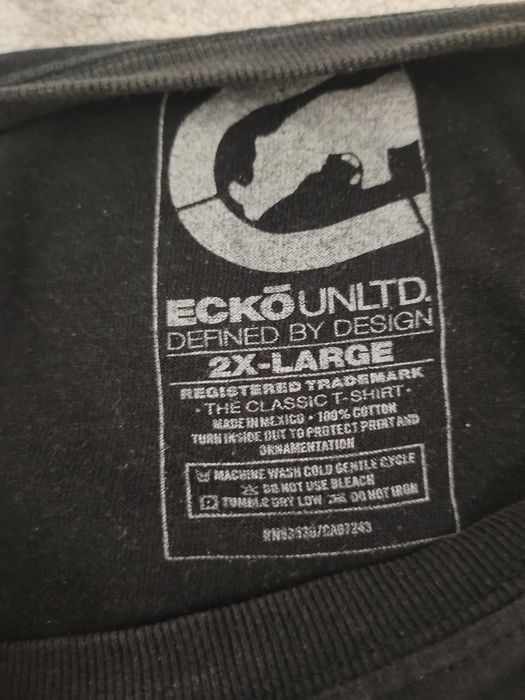 ECKŌUNLTD.
DEFINED BY DESIGN
2X-LARGE
REGISTERED TRADEMARK
• THE CLASSIC T-SHIRT •
MADE IN MEXICO • 100% COTTON
TURN INSIDE OUT TO PROTECT PRINT AND
ORNAMENTATION
MACHINE WASH COLD GENTLE CYCLE
DO NOT USE BLEACH
TUMBLE DRY LOW DO NOT IRON